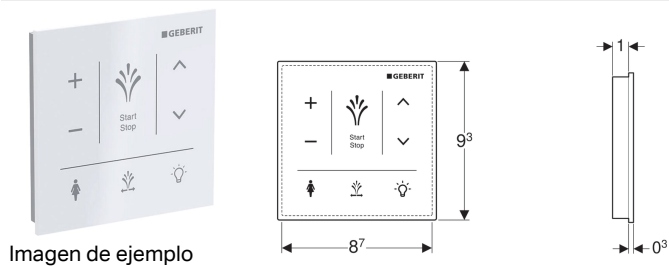 GEBERIT
+
Start
Stop
−
Imagen de ejemplo
GEBERIT
+
Start
Stop
−
9³
8⁷
1
0³